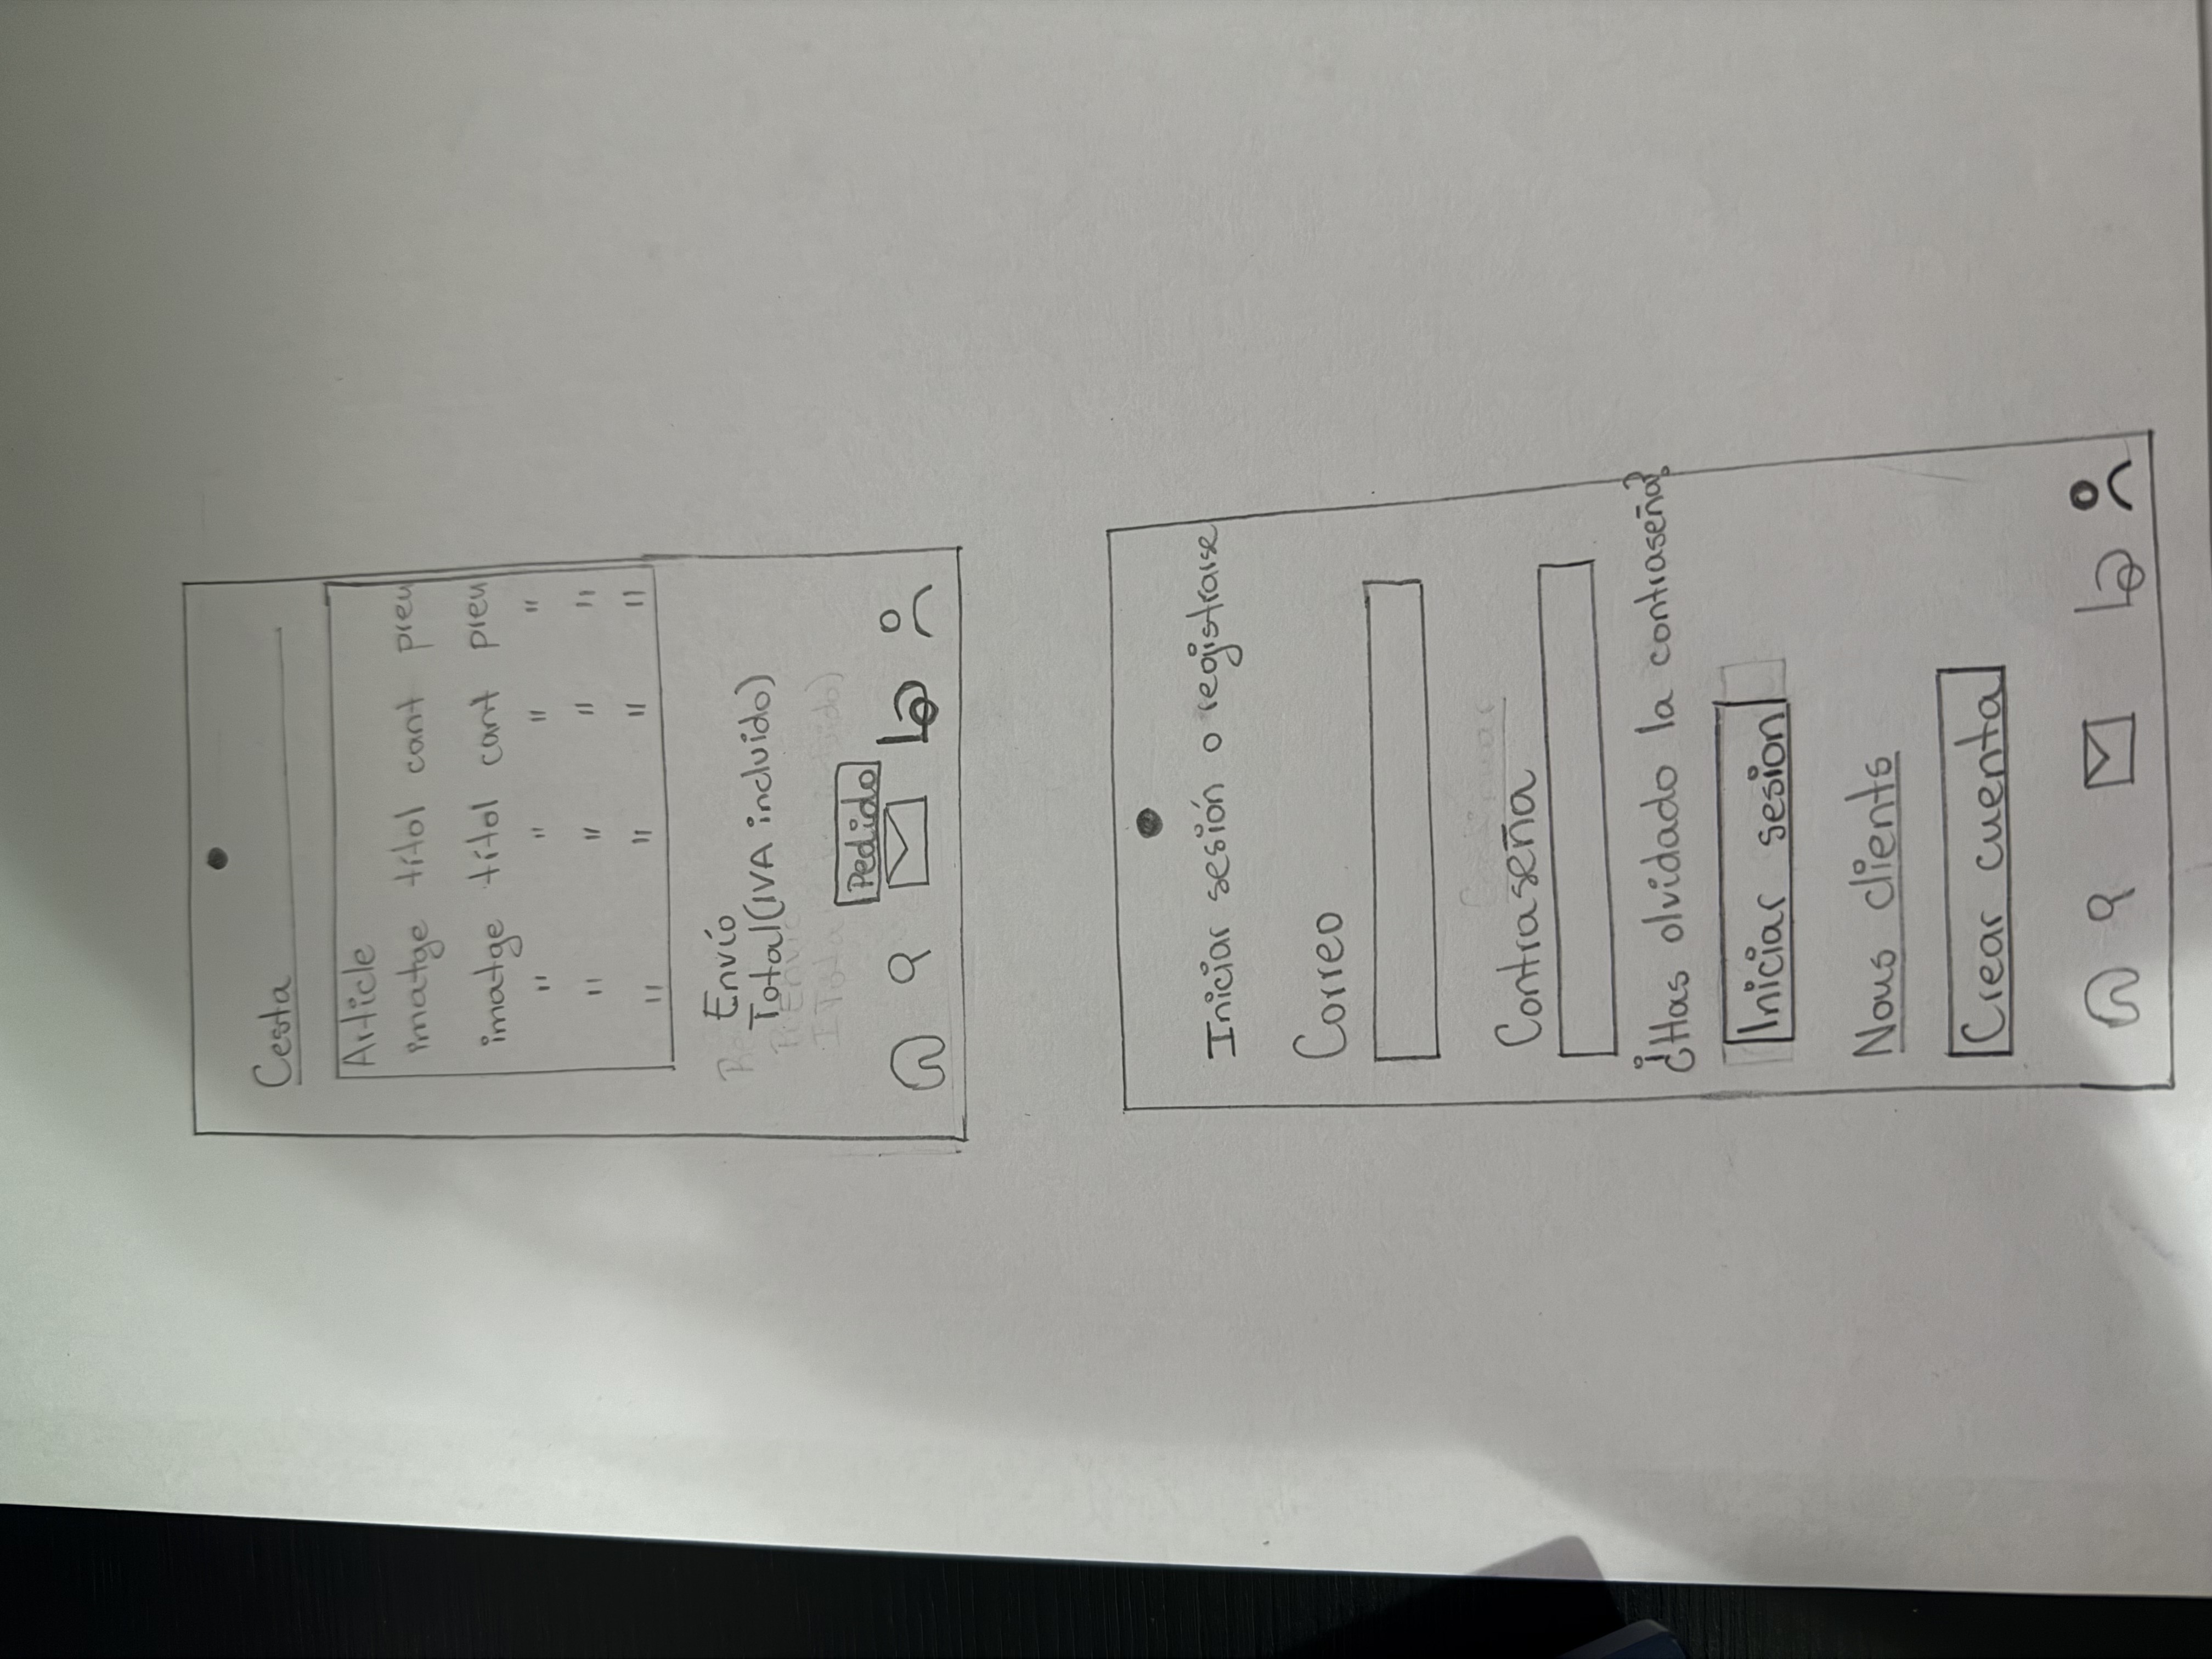 Cesta
Article
imatge títol cant preu
imatge títol cant preu
" " " "
" " " "
" " " "
Envío
Total(IVA incluido)
Pedido
Iniciar sesión o registrarse
Correo
Continuar
Contraseña
¿Has olvidado la contraseña?
Iniciar sesion
Nous clients
Crear cuenta